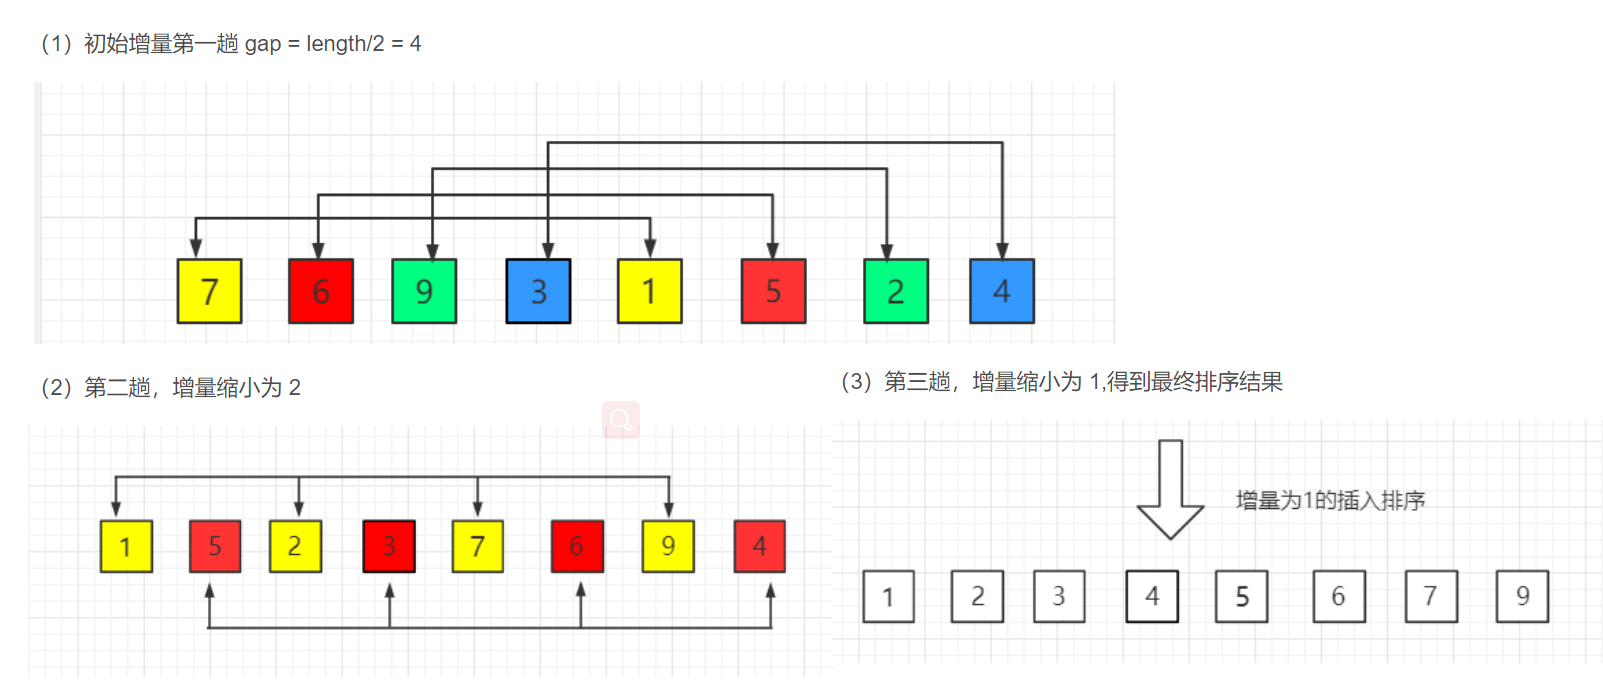 （1）初始增量第一趟 gap = length/2 = 4
7 6 9 3 1 5 2 4
（2）第二趟，增量缩小为 2
1 5 2 3 7 6 9 4
（3）第三趟，增量缩小为 1,得到最终排序结果
增量为1的插入排序
1 2 3 4 5 6 7 9